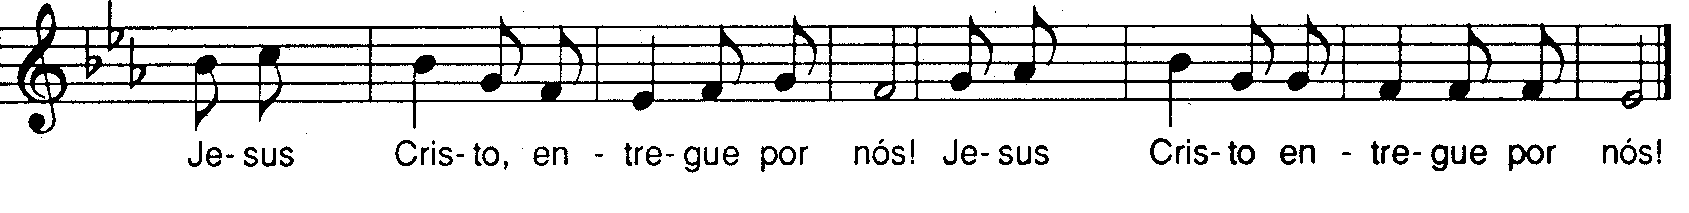 Je- sus Cris- to, en - tre- gue por nós! Je- sus Cris- to en - tre- gue por nós!